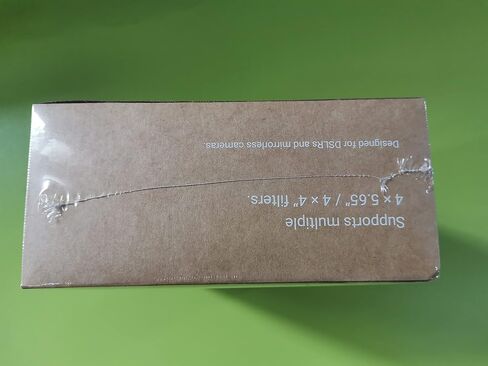 Supports multiple
4 × 5.65" / 4 × 4" filters.
Designed for DSLRs and mirrorless cameras.